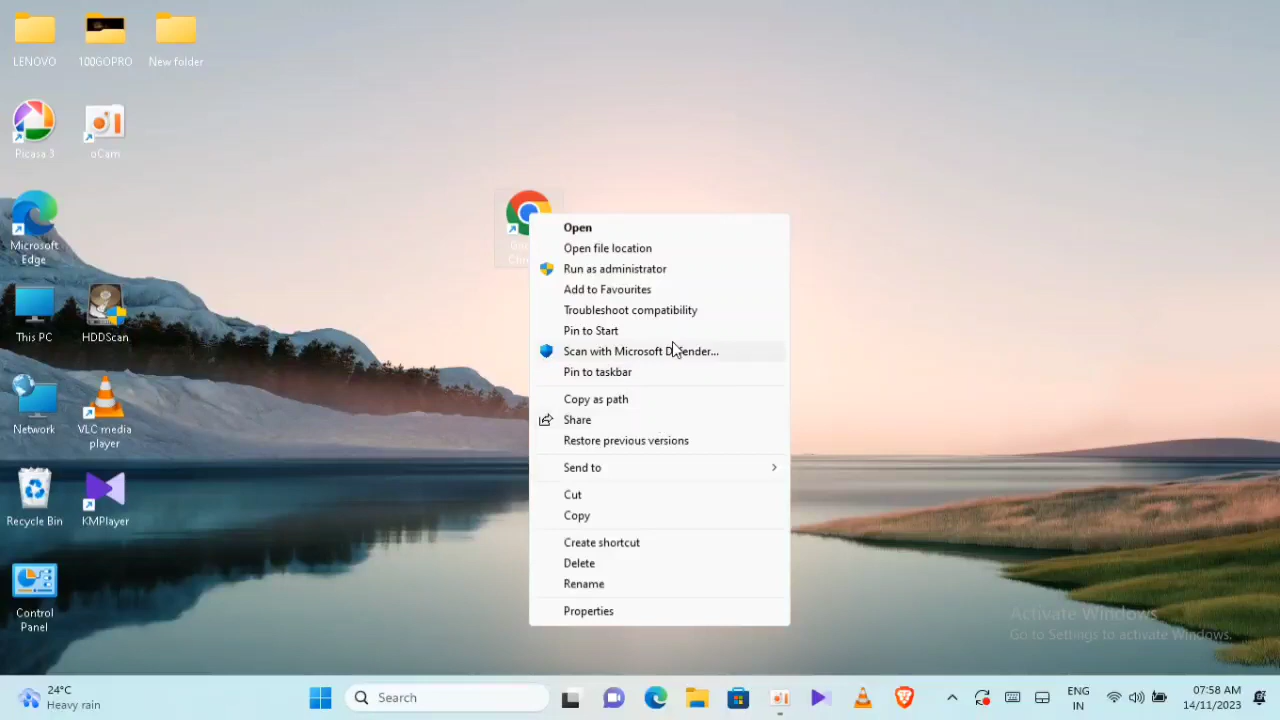 LENOVO
100GOPRO
New folder
Picasa 3
oCam
Microsoft
Edge
This PC
HDDScan
Network
VLC media
player
Recycle Bin
KMPlayer
Control
Panel
Open
Open file location
Run as administrator
Add to Favourites
Troubleshoot compatibility
Pin to Start
Scan with Microsoft Defender...
Pin to taskbar
Copy as path
Share
Restore previous versions
Send to
Cut
Copy
Create shortcut
Delete
Rename
Properties
Activate Windows
Go to Settings to activate Windows.
24°C
Heavy rain
Search
ENG
IN
07:58 AM
14/11/2023